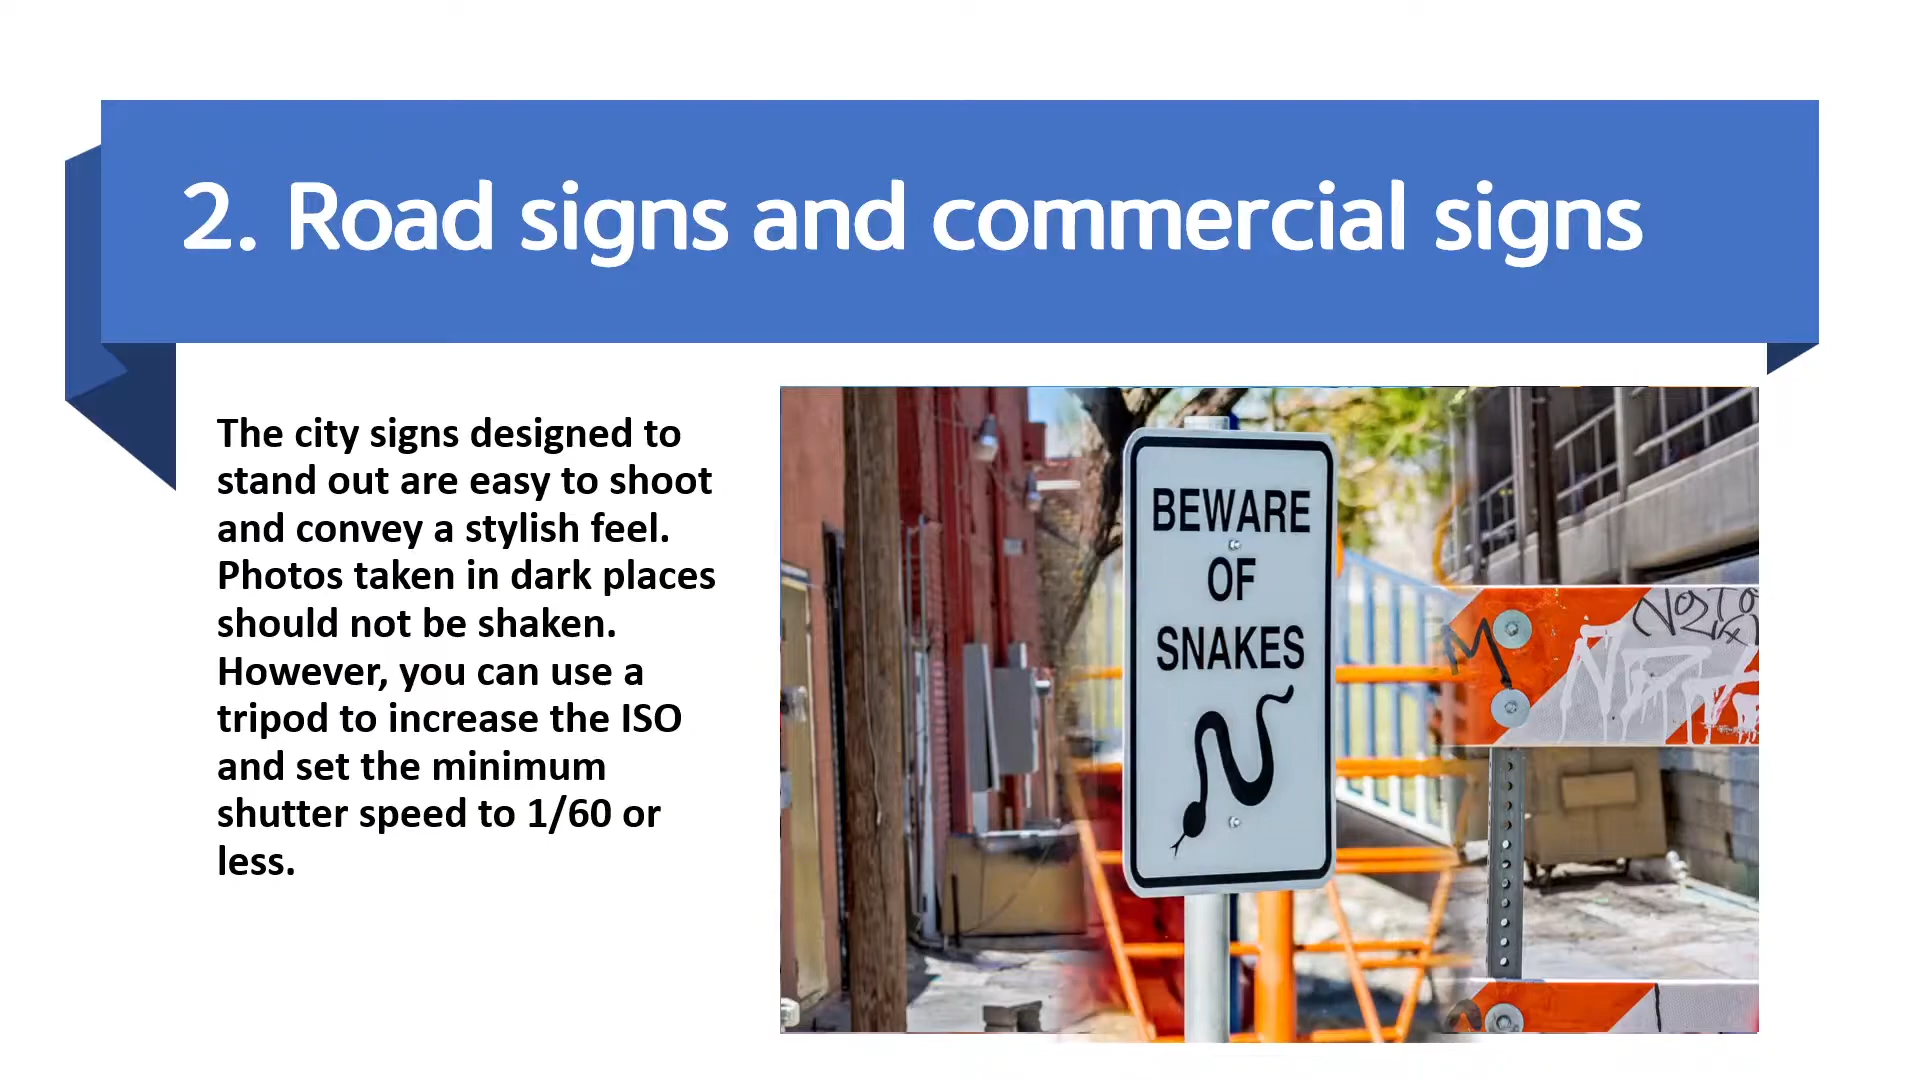 2. Road signs and commercial signs
The city signs designed to
stand out are easy to shoot
and convey a stylish feel.
Photos taken in dark places
should not be shaken.
However, you can use a
tripod to increase the ISO
and set the minimum
shutter speed to 1/60 or
less.
BEWARE
OF
SNAKES